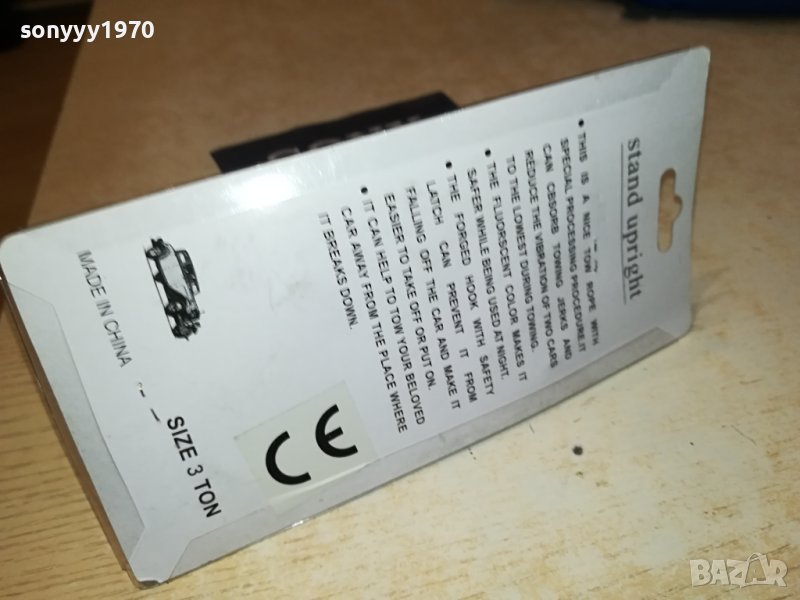 sonyyy1970
stand upright
• THIS IS A NICE TOW ROPE WITH
SPECIAL PROCESSING PROCEDURE.IT
CAN CBSORB TOWING JERKS AND
REDUCE THE VIBRATION OF TWO CARS
TO THE LOWEST DURING TOWING.
• THE FLUORSCENT COLOR MAKES IT
SAFER WHILE BEING USED AT NIGHT.
• THE FORGED HOOK WITH SAFETY
LATCH CAN PREVENT IT FROM
FALLING OFF THE CAR AND MAKE IT
EASIER TO TAKE OFF OR PUT ON.
• IT CAN HELP TO TOW YOUR BELOVED
CAR AWAY FROM THE PLACE WHERE
IT BREAKS DOWN.
CE
MADE IN CHINA
SIZE 3 TON
BAZAR